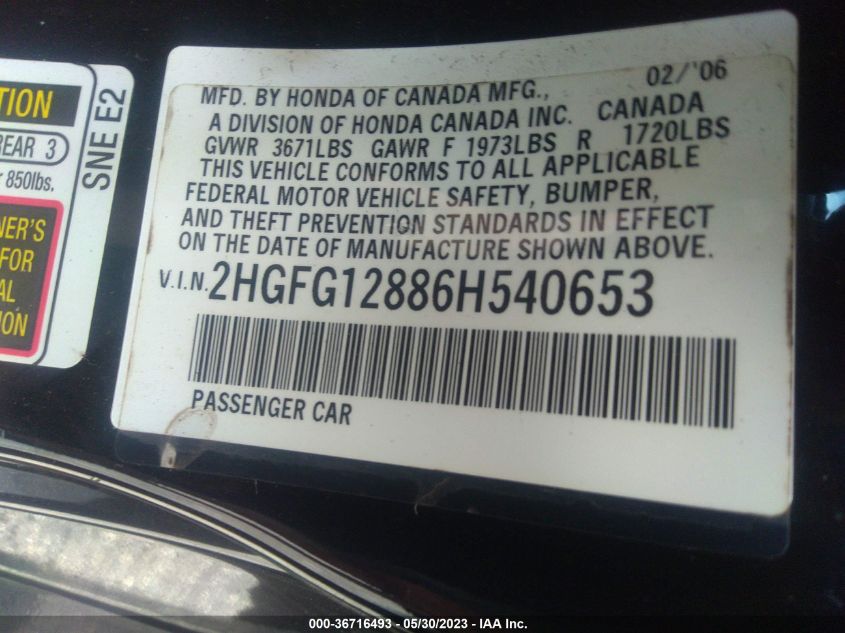 TION
REAR 3
850lbs.
NER'S
FOR
AL
ION
SNE E2
02/'06
MFD. BY HONDA OF CANADA MFG.,
A DIVISION OF HONDA CANADA INC. CANADA
GVWR 3671LBS GAWR F 1973LBS R 1720LBS
THIS VEHICLE CONFORMS TO ALL APPLICABLE
FEDERAL MOTOR VEHICLE SAFETY, BUMPER,
AND THEFT PREVENTION STANDARDS IN EFFECT
ON THE DATE OF MANUFACTURE SHOWN ABOVE.
V.I.N. 2HGFG12886H540653
PASSENGER CAR
000-36716493 - 05/30/2023 - IAA Inc.